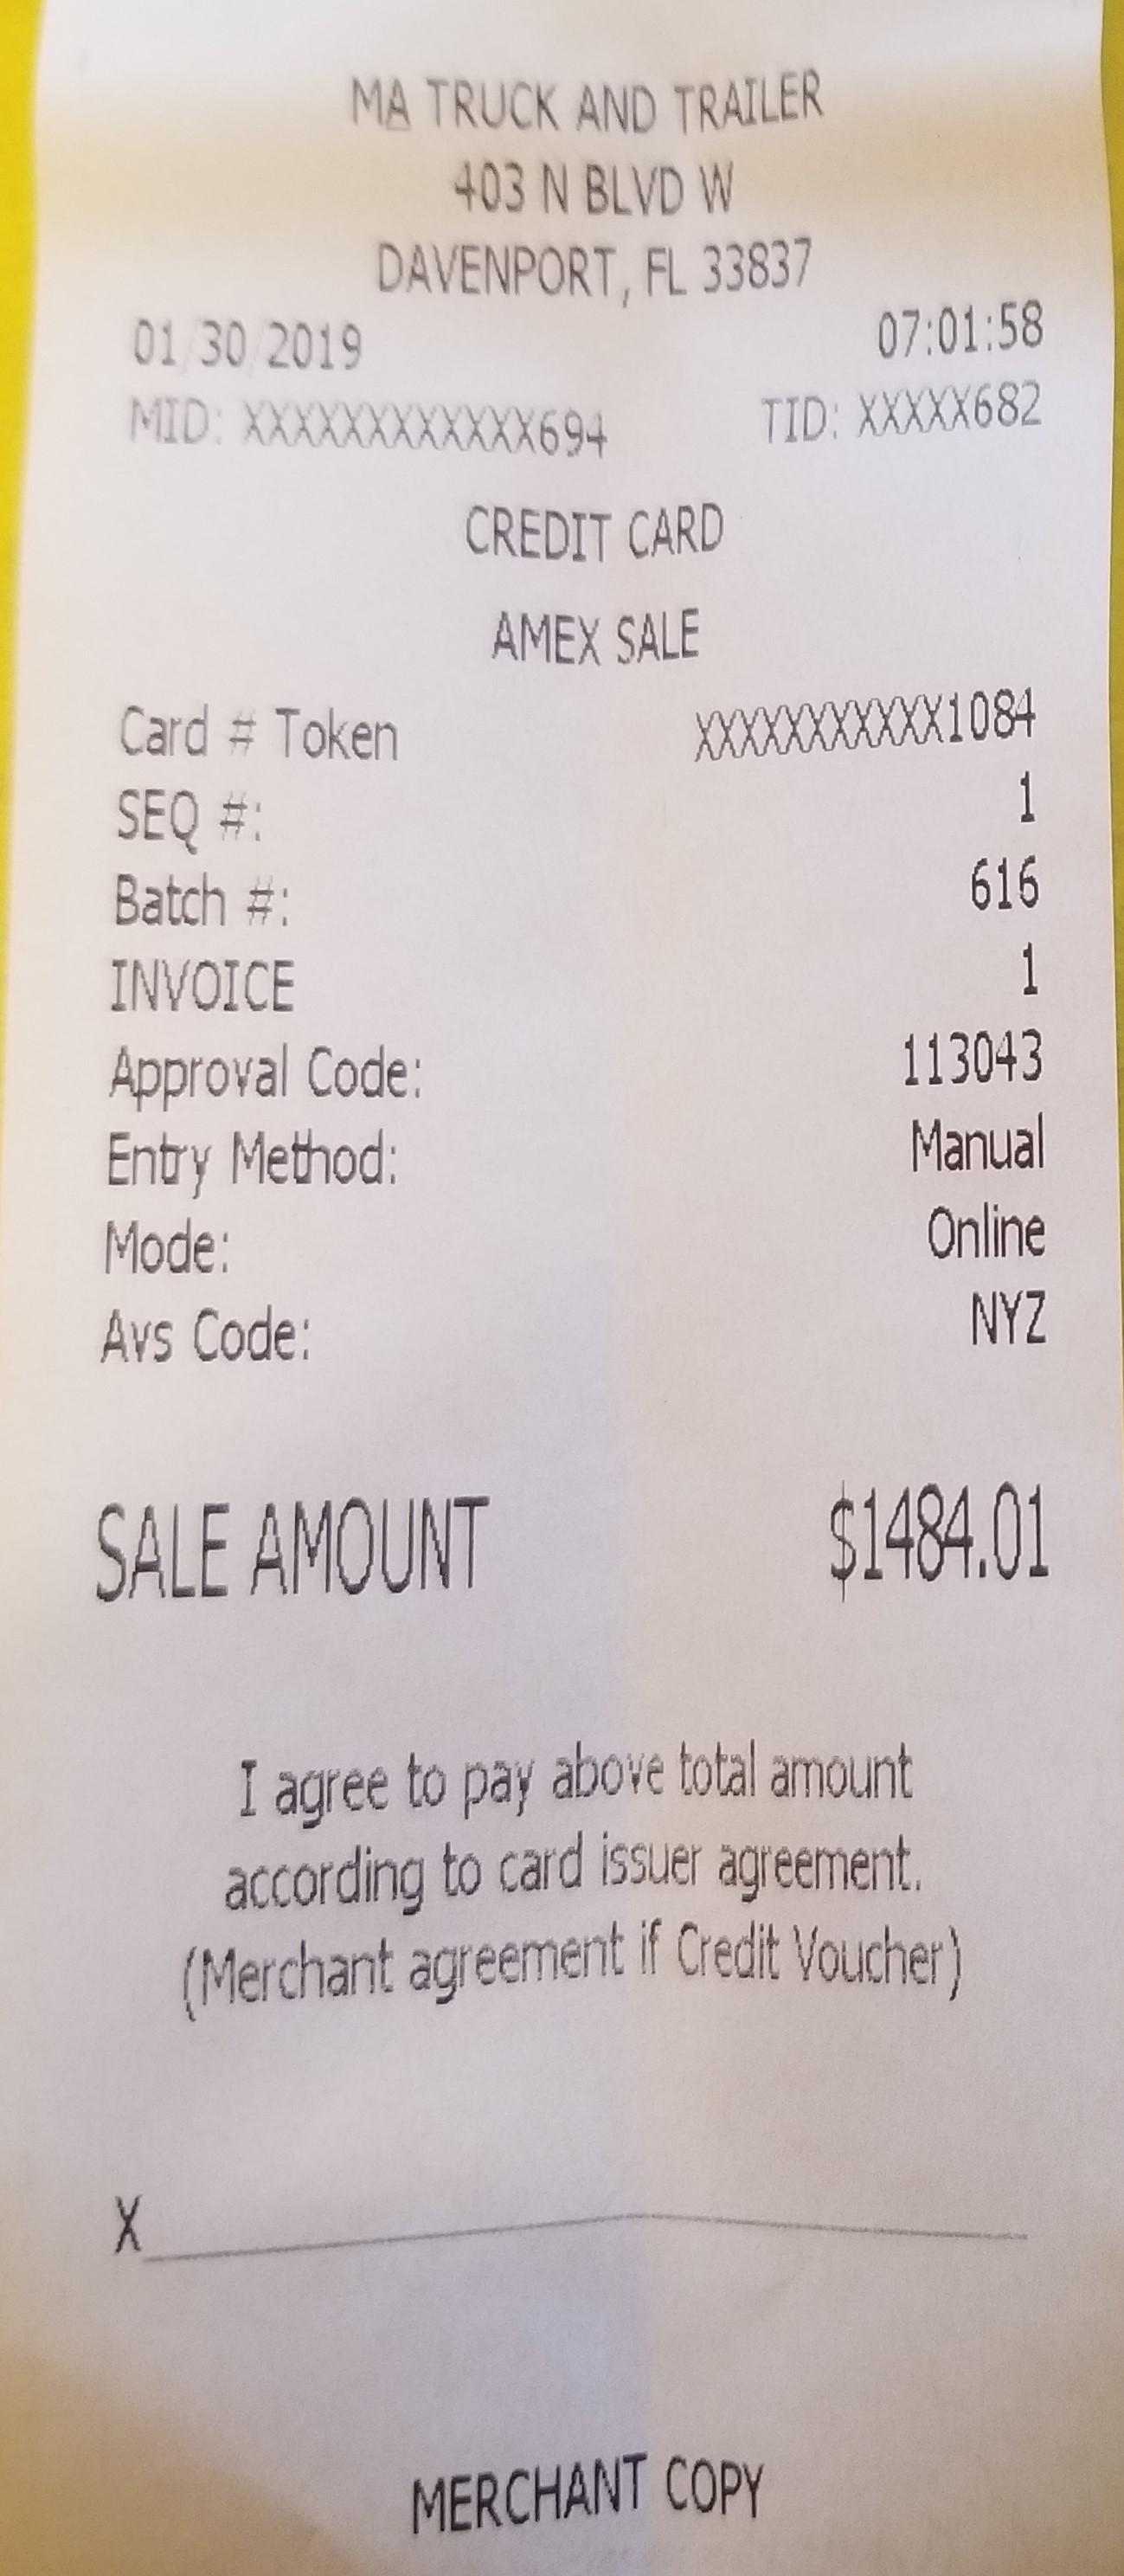 MA TRUCK AND TRAILER
403 N BLVD W
DAVENPORT, FL 33837
01/30/2019 07:01:58
MID: XXXXXXXXXXXX694 TID: XXXXX682
CREDIT CARD
AMEX SALE
Card # Token XXXXXXXXXXX1084
SEQ #: 1
Batch #: 616
INVOICE 1
Approval Code: 113043
Entry Method: Manual
Mode: Online
Avs Code: NYZ
SALE AMOUNT $1484.01
I agree to pay above total amount
according to card issuer agreement.
(Merchant agreement if Credit Voucher)
X
MERCHANT COPY